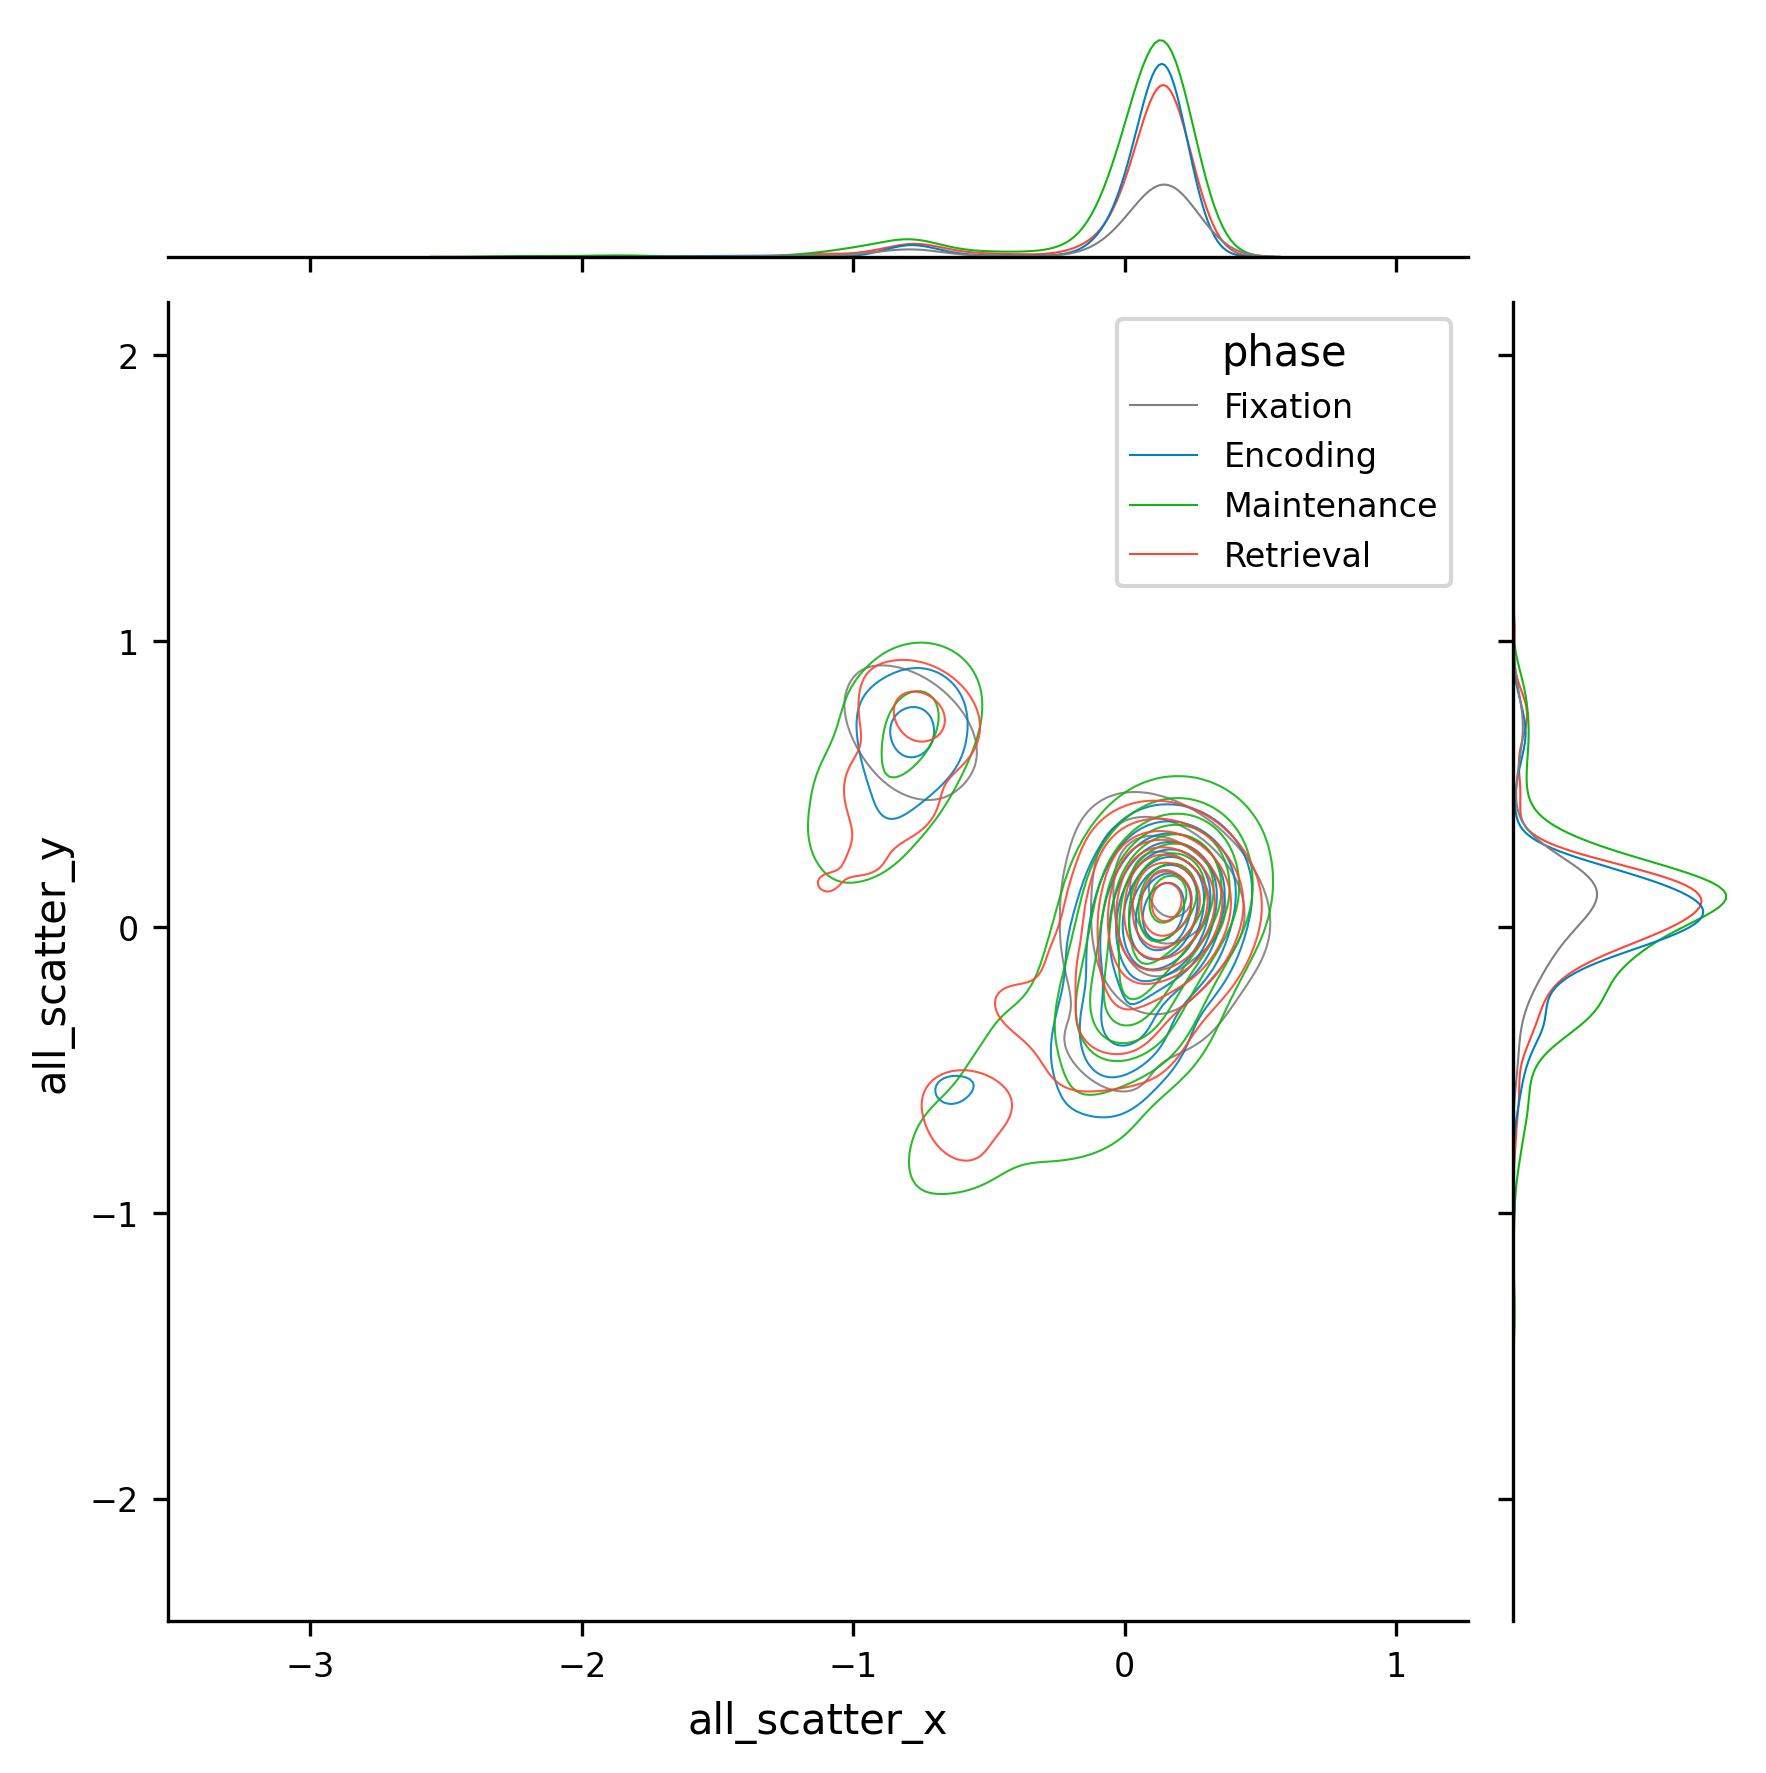 phase
Fixation
Encoding
Maintenance
Retrieval
2
1
0
−1
−2
all_scatter_y
−3
−2
−1
0
1
all_scatter_x